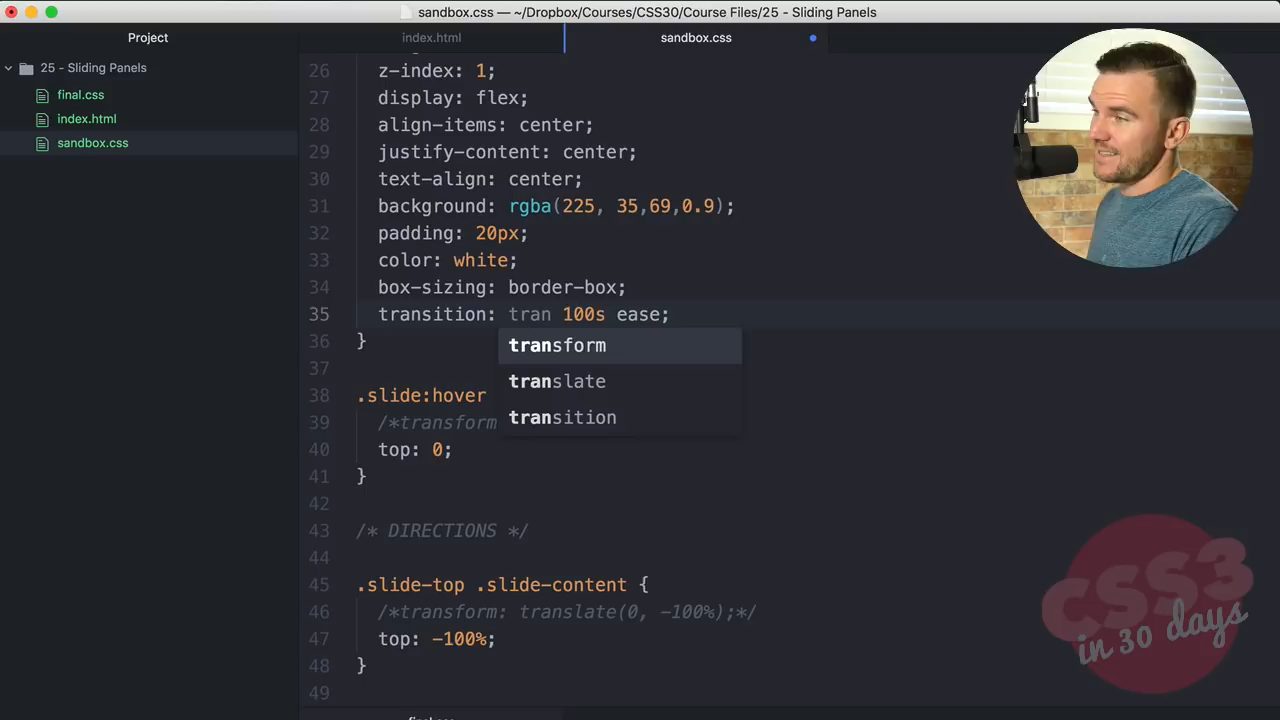 sandbox.css — ~/Dropbox/Courses/CSS30/Course Files/25 - Sliding Panels
Project
index.html
sandbox.css
25 - Sliding Panels
final.css
index.html
sandbox.css
26 z-index: 1;
27 display: flex;
28 align-items: center;
29 justify-content: center;
30 text-align: center;
31 background: rgba(225, 35,69,0.9);
32 padding: 20px;
33 color: white;
34 box-sizing: border-box;
35 transition: tran 100s ease;
36 }
transform
translate
transition
37
38 .slide:hover
39 /*transform
40 top: 0;
41 }
42
43 /* DIRECTIONS */
44
45 .slide-top .slide-content {
46 /*transform: translate(0, -100%);*/
47 top: -100%;
48 }
49
CSS3
in 30 days